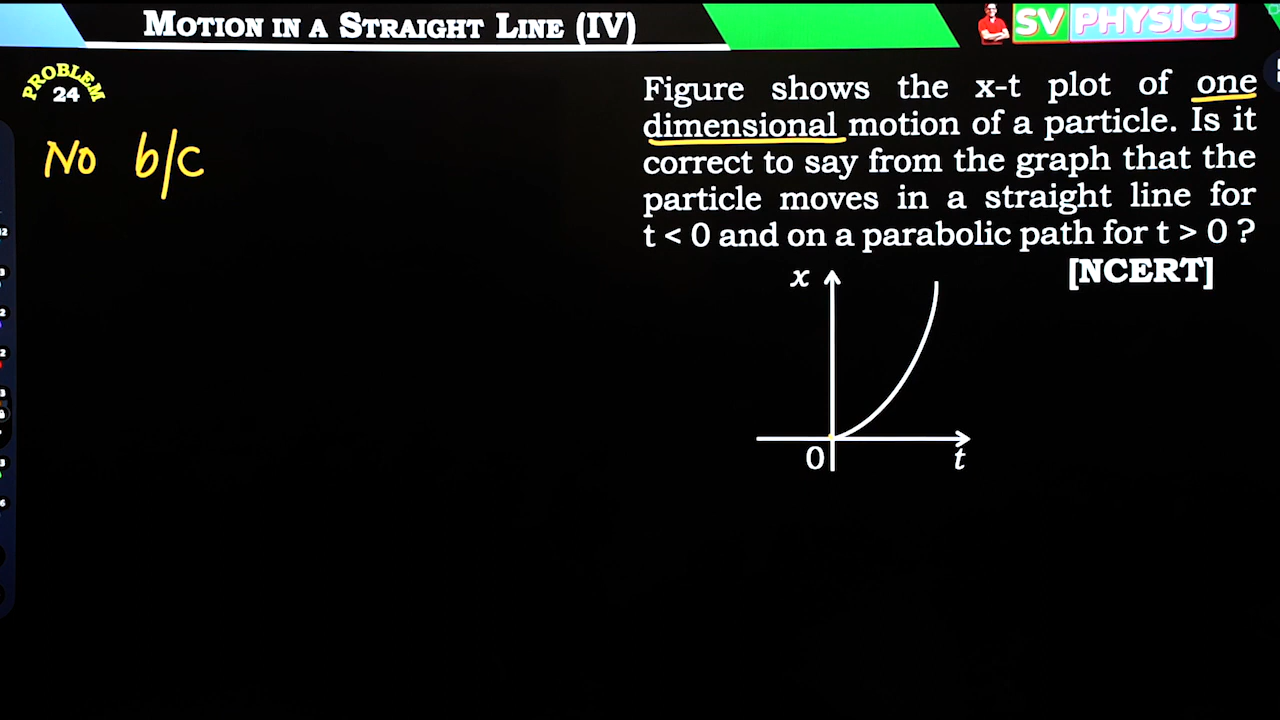 MOTION IN A STRAIGHT LINE (IV)
SV PHYSICS
PROBLEM
24
No b/c
Figure shows the x-t plot of one
dimensional motion of a particle. Is it
correct to say from the graph that the
particle moves in a straight line for
t < 0 and on a parabolic path for t > 0 ?
[NCERT]
x
0
t